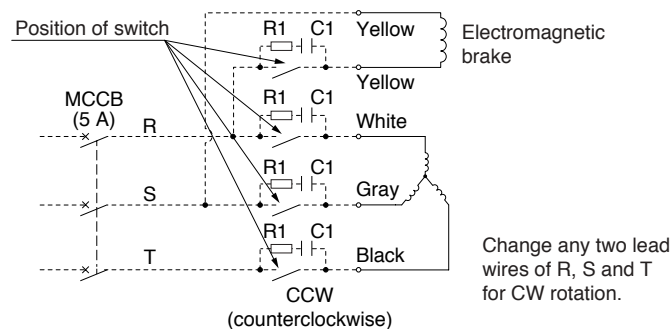 R1 C1
Yellow
Electromagnetic
brake
Position of switch
Yellow
R1 C1
MCCB
(5 A)
R
White
R1 C1
S
Gray
R1 C1
T
Black
Change any two lead
wires of R, S and T
for CW rotation.
CCW
(counterclockwise)